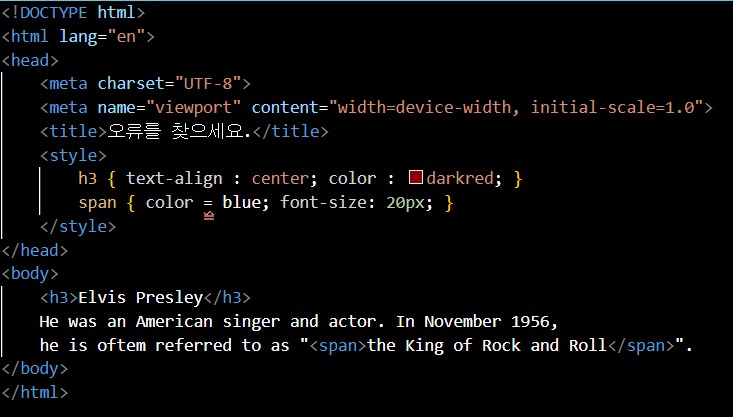 <!DOCTYPE html>
<html lang="en">
<head>
    <meta charset="UTF-8">
    <meta name="viewport" content="width=device-width, initial-scale=1.0">
    <title>오류를 찾으세요.</title>
    <style>
        h3 { text-align : center; color : darkred; }
        span { color = blue; font-size: 20px; }
    </style>
</head>
<body>
    <h3>Elvis Presley</h3>
    He was an American singer and actor. In November 1956,
    he is oftem referred to as "<span>the King of Rock and Roll</span>".
</body>
</html>